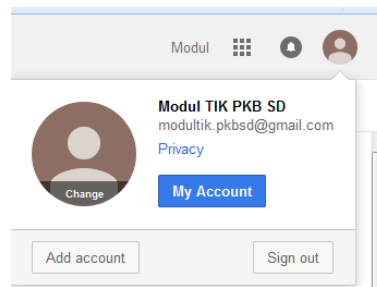 Modul
Modul TIK PKB SD
modultik.pkbsd@gmail.com
Privacy
Change
My Account
Add account
Sign out